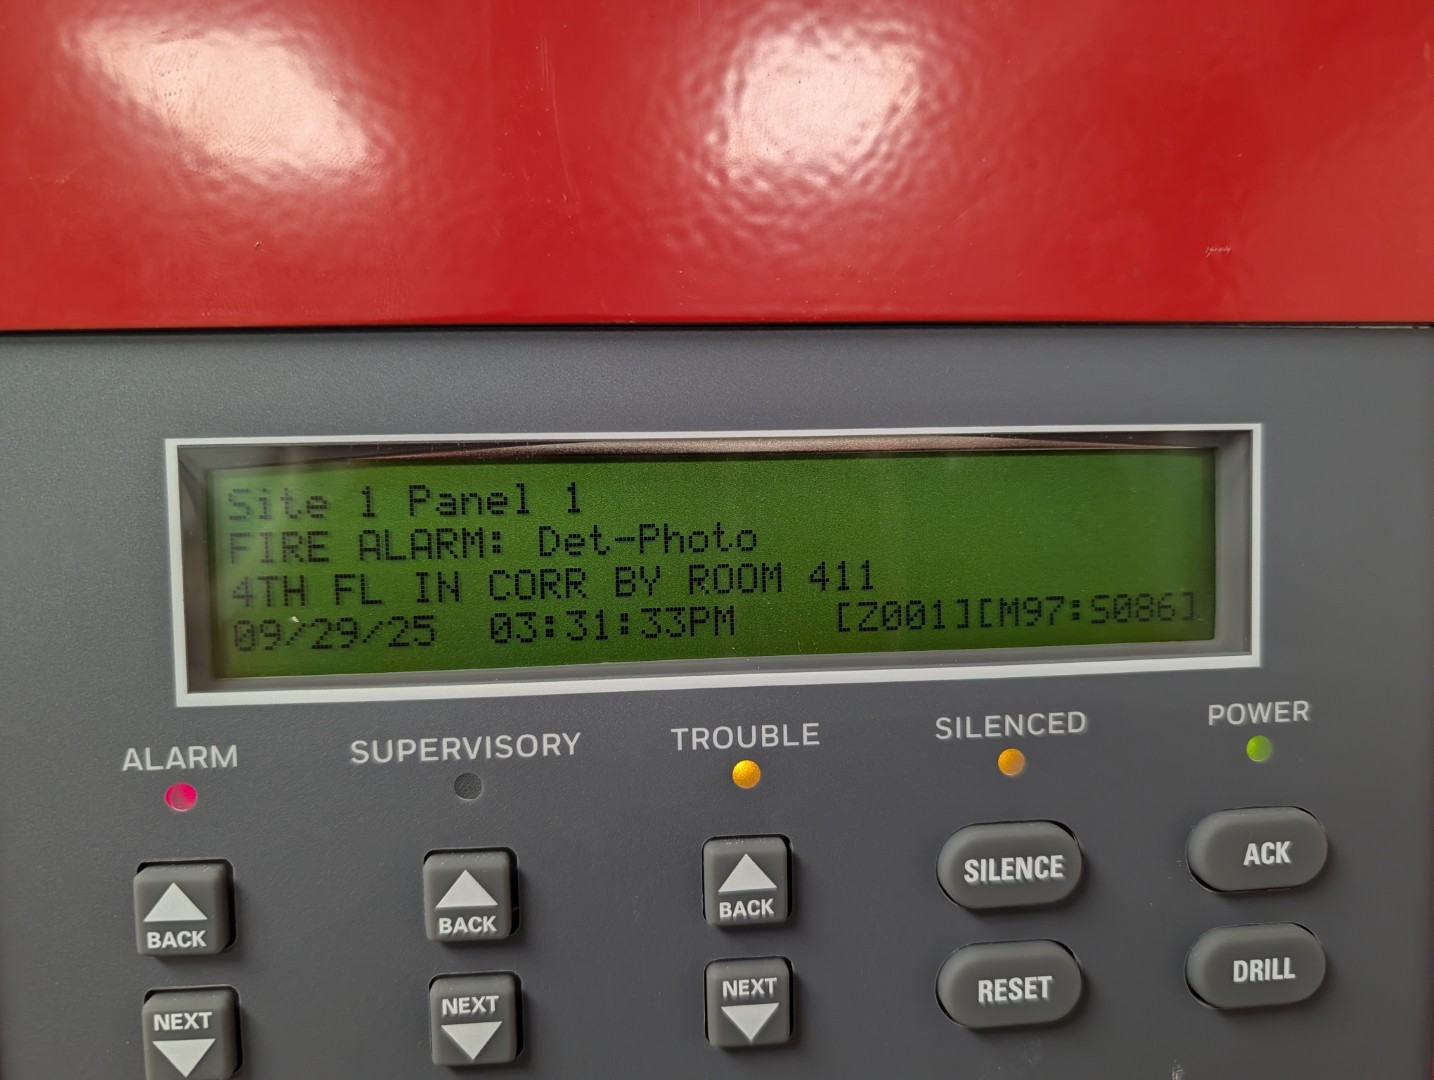 Site 1 Panel 1
FIRE ALARM: Det-Photo
4TH FL IN CORR BY ROOM 411
09/29/25 03:31:33PM [Z001][M97:S086]
ALARM SUPERVISORY TROUBLE SILENCED POWER
BACK BACK BACK SILENCE ACK
NEXT NEXT NEXT RESET DRILL